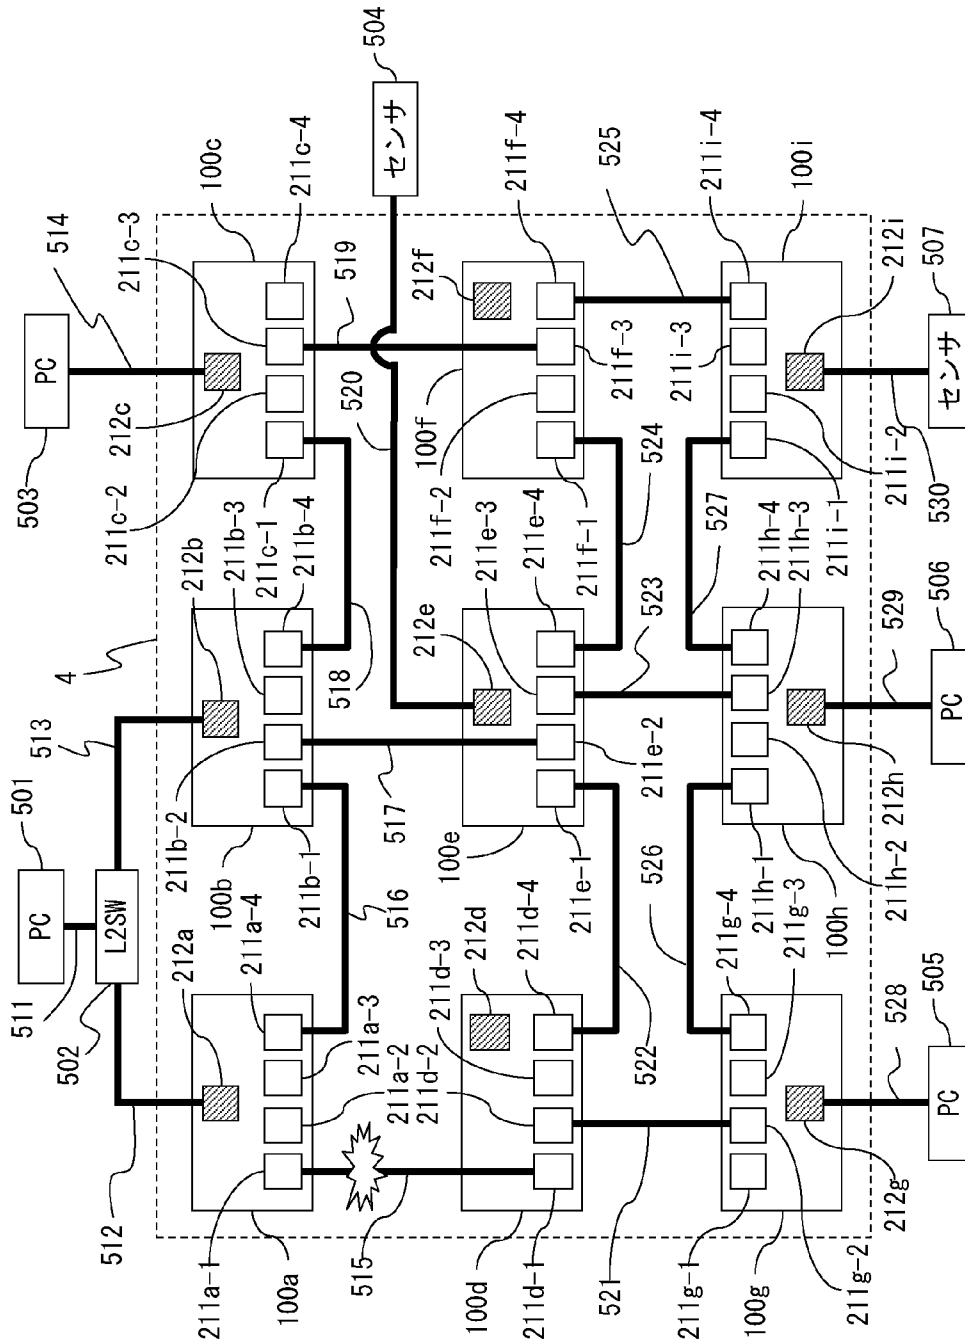 501
503
PC
PC
511
514
4
502
L2SW
513
512
212a
212b
212c
211c-3
100c
211b-2
211c-2
100b
211a-4
211b-3
211c-4
211a-1
211c-1
100a
211b-1
211b-4
518
519
520
504
センサ
515
516
517
211a-3
211a-2
211d-2
211d-3
212d
212e
100e
100f
212f
100d
211d-4
211f-2
211e-3
211d-1
211e-1
211e-2
211e-4
211f-1
211f-3
211f-4
521
522
523
524
525
526
527
211g-1
211g-4
211h-1
211h-4
211i-3
211i-4
100g
211g-3
100h
211h-3
211i-1
100i
211g-2
212g
211h-2
212h
211i-2
212i
528
529
530
505
506
507
PC
PC
センサ